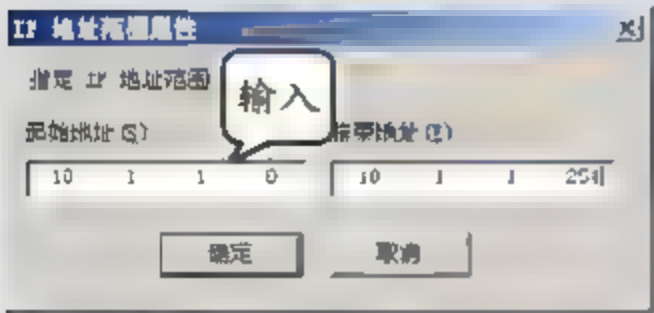 IP 地址范围属性
指定 IP 地址范围
输入
起始地址(S)
结束地址(E)
10 1 1 0
10 1 1 254
确定
取消